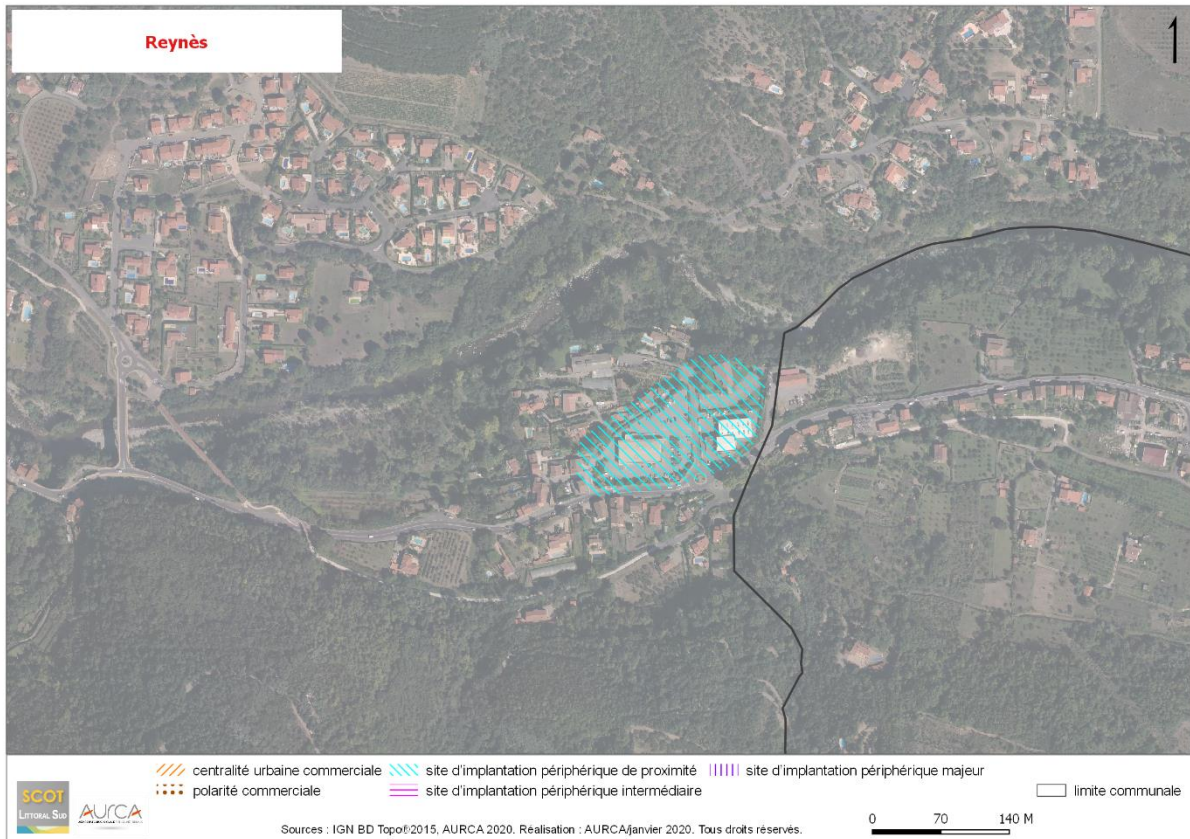 Reynès
centralité urbaine commerciale
site d'implantation périphérique de proximité
site d'implantation périphérique majeur
polarité commerciale
site d'implantation périphérique intermédiaire
limite communale
SCOT
LITTORAL SUD
AURCA
Sources : IGN BD Topo®2015, AURCA 2020. Réalisation : AURCA/janvier 2020. Tous droits réservés.
0 70 140 M